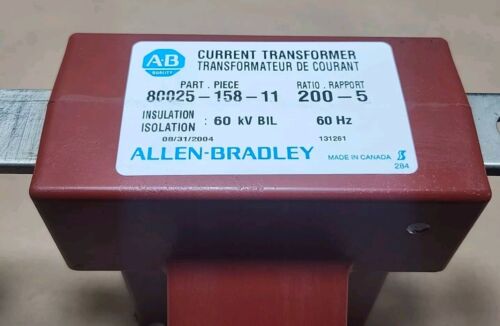 A-B
QUALITY
CURRENT TRANSFORMER
TRANSFORMATEUR DE COURANT
PART . PIECE RATIO . RAPPORT
80025-158-11 200-5
INSULATION
ISOLATION : 60 kV BIL 60 Hz
08/31/2004 131261
ALLEN-BRADLEY MADE IN CANADA
284